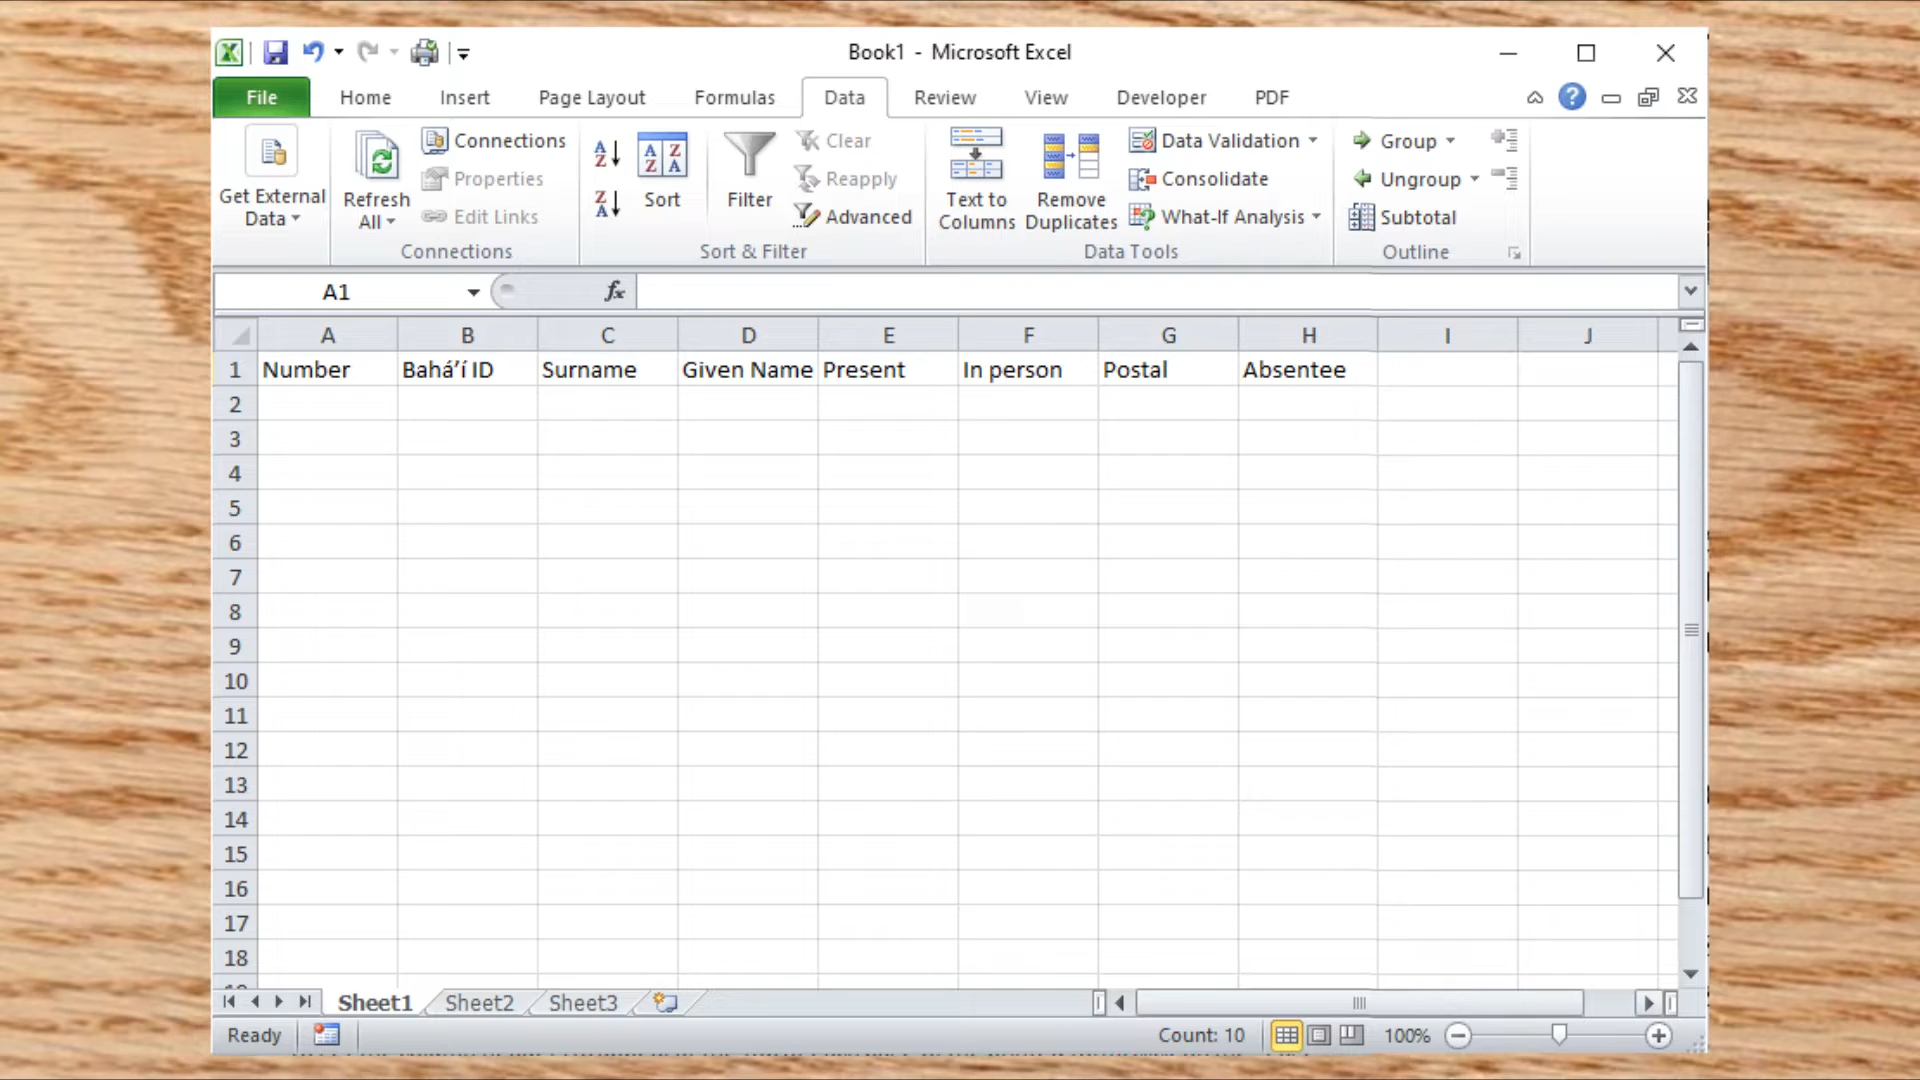 Book1 - Microsoft Excel
File Home Insert Page Layout Formulas Data Review View Developer PDF
Get External Data
Refresh All
Connections
Properties
Edit Links
Connections
Sort
Filter
Clear
Reapply
Advanced
Sort & Filter
Text to Columns
Remove Duplicates
Data Validation
Consolidate
What-If Analysis
Data Tools
Group
Ungroup
Subtotal
Outline
A1 fx
A B C D E F G H I J
1 Number Bahá’í ID Surname Given Name Present In person Postal Absentee
2
3
4
5
6
7
8
9
10
11
12
13
14
15
16
17
18
Sheet1 Sheet2 Sheet3
Ready Count: 10 100%